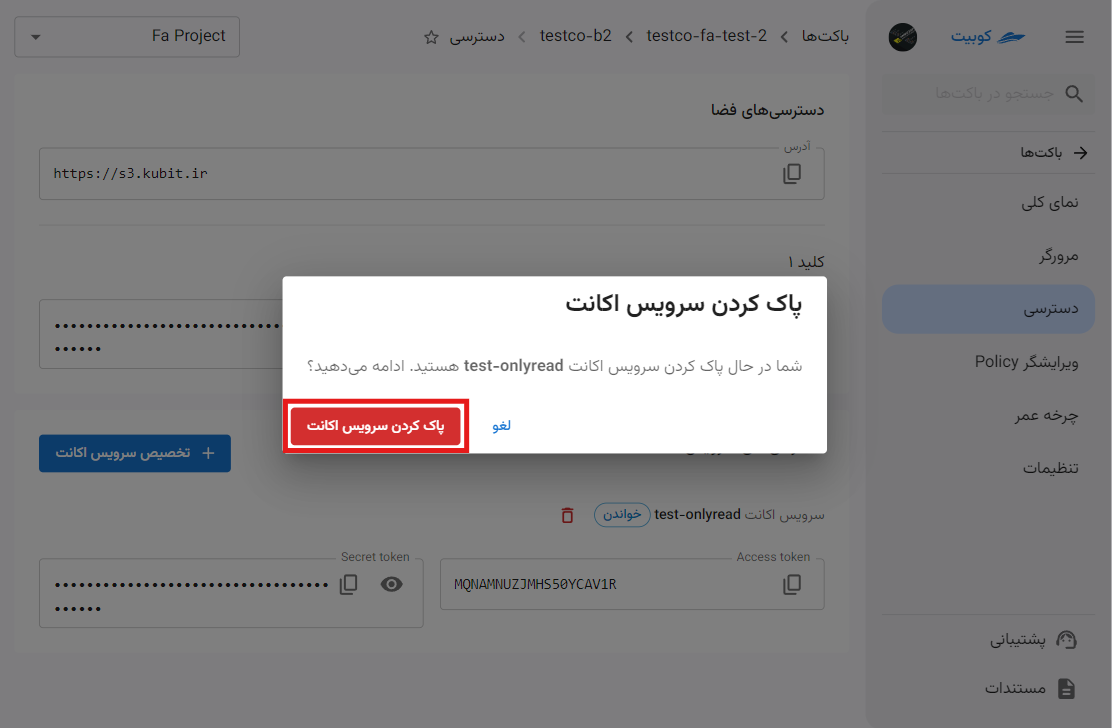 کوبیت
جستجو در باکت‌ها
باکت‌ها
نمای کلی
مرورگر
دسترسی
ویرایشگر Policy
چرخه عمر
تنظیمات
پشتیبانی
مستندات
باکت‌ها > testco-fa-test-2 > testco-b2 > دسترسی
Fa Project
دسترسی‌های فضا
آدرس
https://s3.kubit.ir
کلید ۱
پاک کردن سرویس اکانت
شما در حال پاک کردن سرویس اکانت test-onlyread هستید. ادامه می‌دهید؟
لغو
پاک کردن سرویس اکانت
+ تخصیص سرویس اکانت
سرویس اکانت test-onlyread خواندن
Access token
MQNAMNUZJMHS50YCAV1R
Secret token